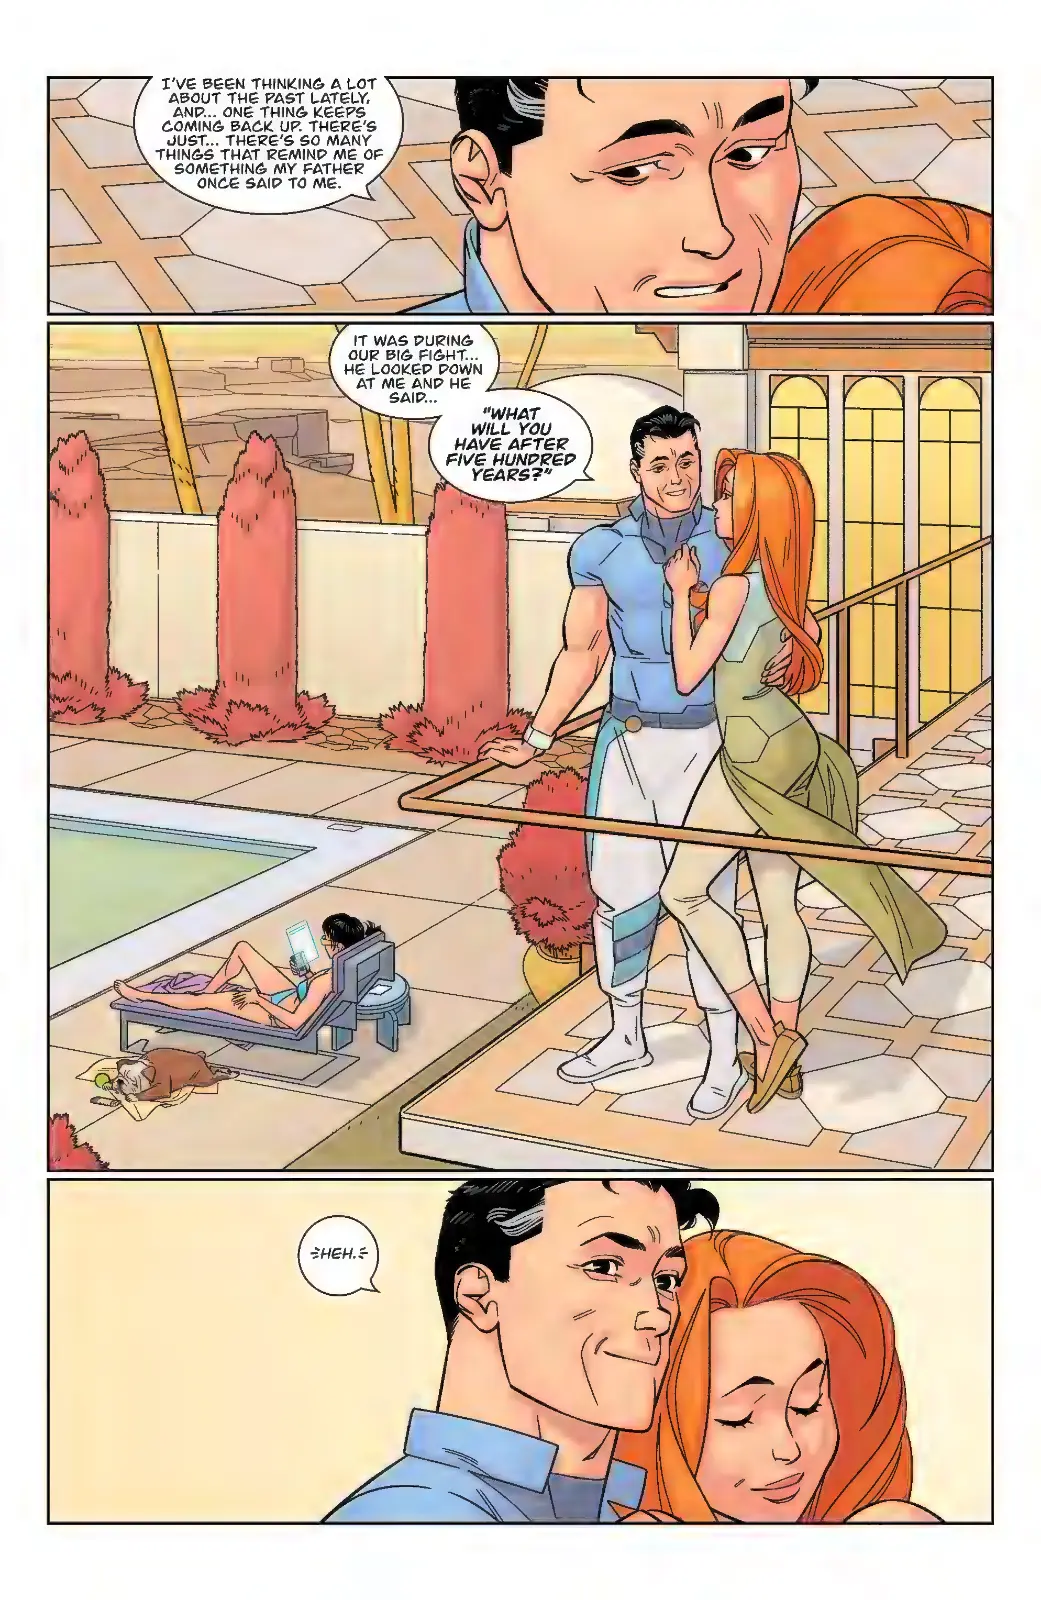 I'VE BEEN THINKING A LOT
ABOUT THE PAST LATELY,
AND... ONE THING KEEPS
COMING BACK UP. THERE'S
JUST... THERE'S SO MANY
THINGS THAT REMIND ME OF
SOMETHING MY FATHER
ONCE SAID TO ME.
IT WAS DURING
OUR BIG FIGHT...
HE LOOKED DOWN
AT ME AND HE
SAID...
"WHAT
WILL YOU
HAVE AFTER
FIVE HUNDRED
YEARS?"
HEH.